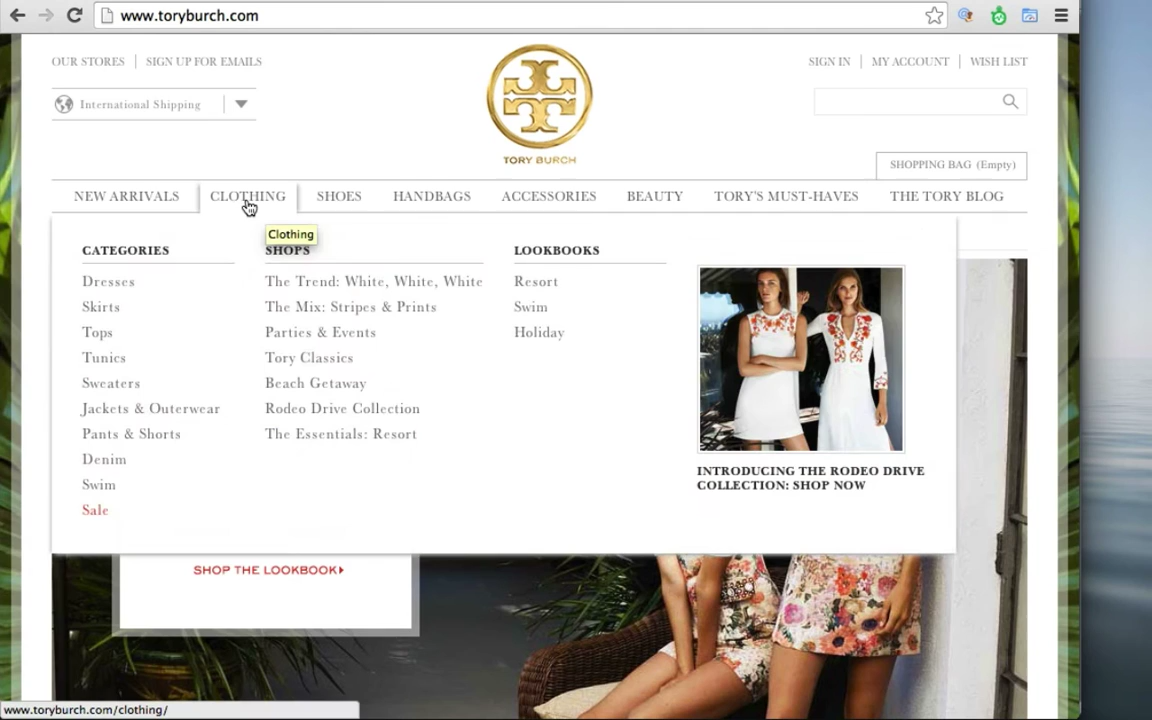 www.toryburch.com
OUR STORES | SIGN UP FOR EMAILS
SIGN IN | MY ACCOUNT | WISH LIST
International Shipping
TORY BURCH
SHOPPING BAG (Empty)
NEW ARRIVALS CLOTHING SHOES HANDBAGS ACCESSORIES BEAUTY TORY'S MUST-HAVES THE TORY BLOG
Clothing
CATEGORIES
Dresses
Skirts
Tops
Tunics
Sweaters
Jackets & Outerwear
Pants & Shorts
Denim
Swim
Sale
SHOPS
The Trend: White, White, White
The Mix: Stripes & Prints
Parties & Events
Tory Classics
Beach Getaway
Rodeo Drive Collection
The Essentials: Resort
LOOKBOOKS
Resort
Swim
Holiday
INTRODUCING THE RODEO DRIVE
COLLECTION: SHOP NOW
SHOP THE LOOKBOOK
www.toryburch.com/clothing/